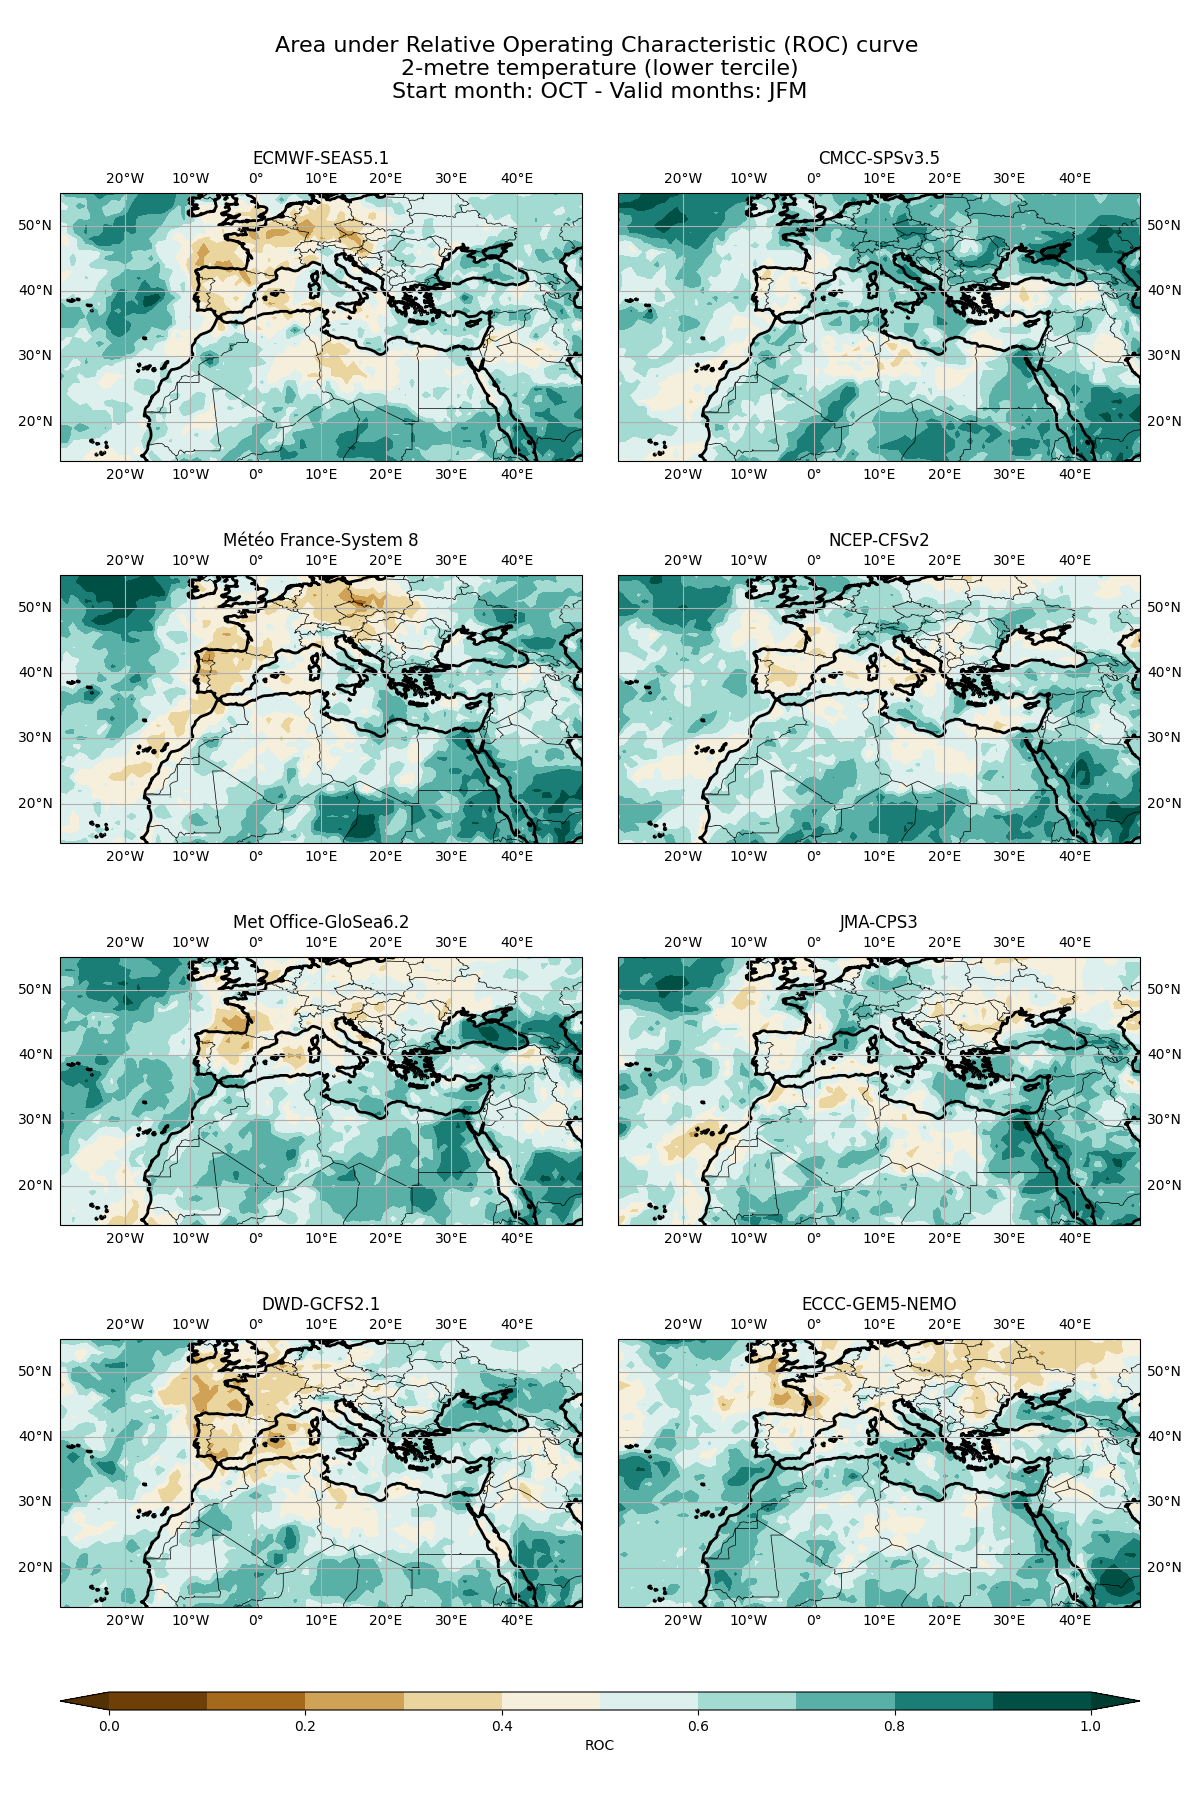 Area under Relative Operating Characteristic (ROC) curve
2-metre temperature (lower tercile)
Start month: OCT - Valid months: JFM
ECMWF-SEAS5.1
CMCC-SPSv3.5
20°W 10°W 0° 10°E 20°E 30°E 40°E
20°W 10°W 0° 10°E 20°E 30°E 40°E
50°N 50°N
40°N 40°N
30°N 30°N
20°N 20°N
20°W 10°W 0° 10°E 20°E 30°E 40°E
20°W 10°W 0° 10°E 20°E 30°E 40°E
Météo France-System 8
NCEP-CFSv2
20°W 10°W 0° 10°E 20°E 30°E 40°E
20°W 10°W 0° 10°E 20°E 30°E 40°E
50°N 50°N
40°N 40°N
30°N 30°N
20°N 20°N
20°W 10°W 0° 10°E 20°E 30°E 40°E
20°W 10°W 0° 10°E 20°E 30°E 40°E
Met Office-GloSea6.2
JMA-CPS3
20°W 10°W 0° 10°E 20°E 30°E 40°E
20°W 10°W 0° 10°E 20°E 30°E 40°E
50°N 50°N
40°N 40°N
30°N 30°N
20°N 20°N
20°W 10°W 0° 10°E 20°E 30°E 40°E
20°W 10°W 0° 10°E 20°E 30°E 40°E
DWD-GCFS2.1
ECCC-GEM5-NEMO
20°W 10°W 0° 10°E 20°E 30°E 40°E
20°W 10°W 0° 10°E 20°E 30°E 40°E
50°N 50°N
40°N 40°N
30°N 30°N
20°N 20°N
20°W 10°W 0° 10°E 20°E 30°E 40°E
20°W 10°W 0° 10°E 20°E 30°E 40°E
0.0 0.2 0.4 0.6 0.8 1.0
ROC